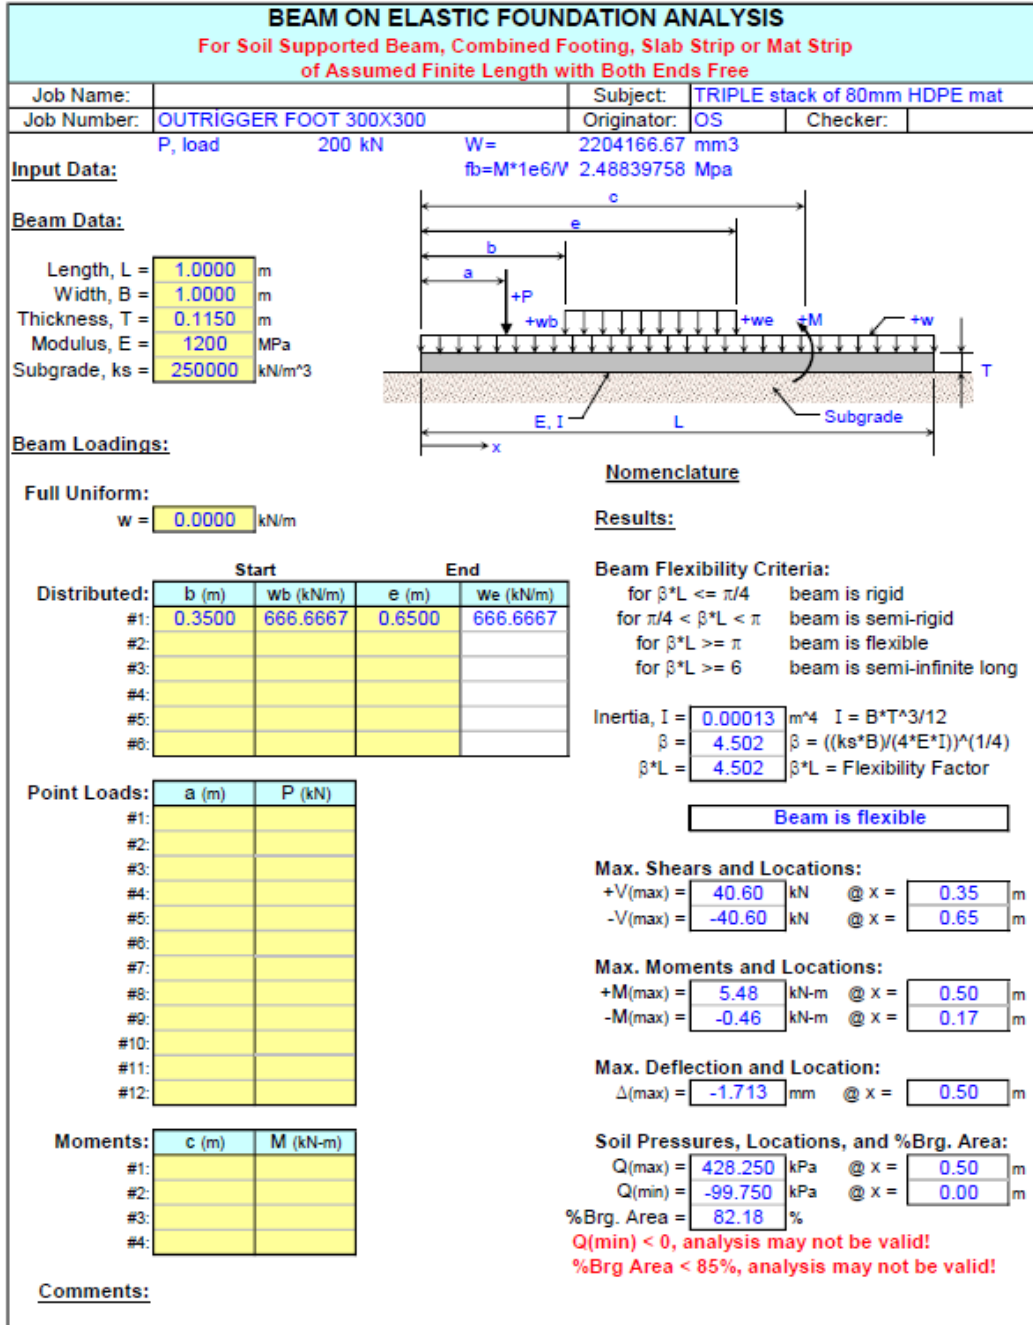 BEAM ON ELASTIC FOUNDATION ANALYSIS
For Soil Supported Beam, Combined Footing, Slab Strip or Mat Strip
of Assumed Finite Length with Both Ends Free
Job Name: Subject: TRIPLE stack of 80mm HDPE mat
Job Number: OUTRIGGER FOOT 300X300 Originator: OS Checker:
P, load 200 kN W= 2204166.67 mm3
Input Data: fb=M*1e6/V 2.48839758 Mpa
c
Beam Data:
e
b
Length, L = 1.0000 m
a
Width, B = 1.0000 m
+P
Thickness, T = 0.1150 m
+wb +we +M +w
Modulus, E = 1200 MPa
Subgrade, ks = 250000 kN/m^3
T
E, I L Subgrade
Beam Loadings:
x
Nomenclature
Full Uniform:
w = 0.0000 kN/m
Results:
Start End
Beam Flexibility Criteria:
Distributed: b (m) wb (kN/m) e (m) we (kN/m)
for β*L <= π/4 beam is rigid
#1: 0.3500 666.6667 0.6500 666.6667
for π/4 < β*L < π beam is semi-rigid
#2:
for β*L >= π beam is flexible
#3:
for β*L >= 6 beam is semi-infinite long
#4:
#5:
Inertia, I = 0.00013 m^4 I = B*T^3/12
#6:
β = 4.502 β = ((ks*B)/(4*E*I))^(1/4)
β*L = 4.502 β*L = Flexibility Factor
Point Loads: a (m) P (kN)
#1:
Beam is flexible
#2:
#3:
Max. Shears and Locations:
#4:
+V(max) = 40.60 kN @ x = 0.35 m
#5:
-V(max) = -40.60 kN @ x = 0.65 m
#6:
#7:
Max. Moments and Locations:
#8:
+M(max) = 5.48 kN-m @ x = 0.50 m
#9:
-M(max) = -0.46 kN-m @ x = 0.17 m
#10:
#11:
Max. Deflection and Location:
#12:
Δ(max) = -1.713 mm @ x = 0.50 m
Moments: c (m) M (kN-m)
Soil Pressures, Locations, and %Brg. Area:
#1:
Q(max) = 428.250 kPa @ x = 0.50 m
#2:
Q(min) = -99.750 kPa @ x = 0.00 m
#3:
%Brg. Area = 82.18 %
#4:
Q(min) < 0, analysis may not be valid!
%Brg Area < 85%, analysis may not be valid!
Comments: